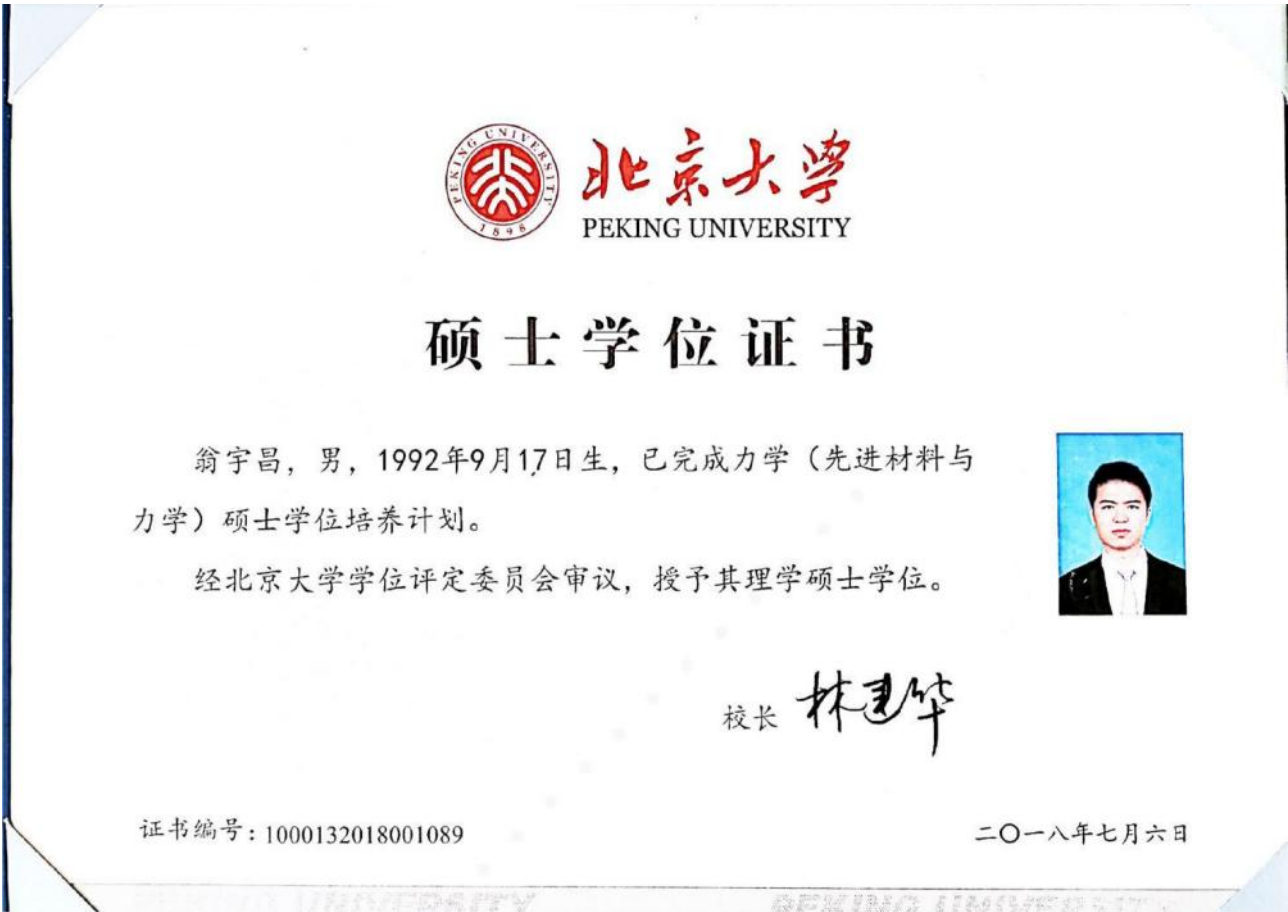 PEKING UNIVERSITY
1898
北京大学
PEKING UNIVERSITY
硕士学位证书
翁宇昌，男，1992年9月17日生，已完成力学（先进材料与
力学）硕士学位培养计划。
经北京大学学位评定委员会审议，授予其理学硕士学位。
校长 林建华
证书编号：1000132018001089
二〇一八年七月六日
PEKING UNIVERSITY PEKING UNIVERSITY